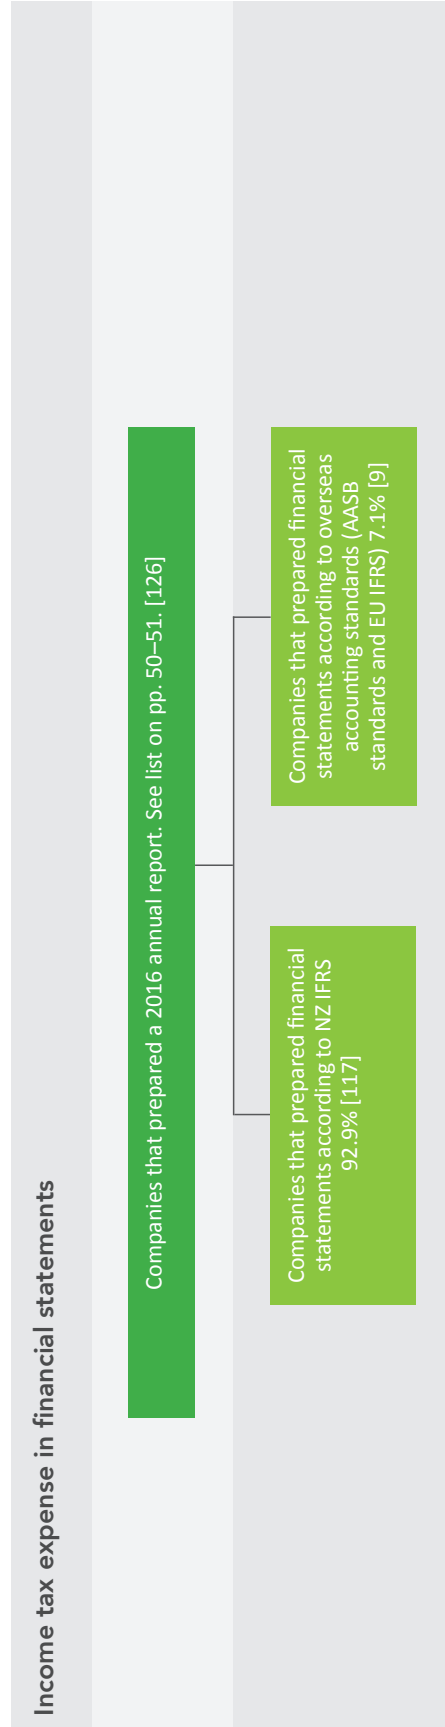 Income tax expense in financial statements
Companies that prepared a 2016 annual report. See list on pp. 50–51. [126]
Companies that prepared financial
statements according to NZ IFRS
92.9% [117]
Companies that prepared financial
statements according to overseas
accounting standards (AASB
standards and EU IFRS) 7.1% [9]